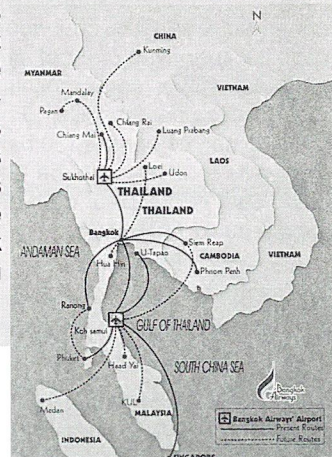 N
CHINA
Kunming
MYANMAR
Mandalay
VIETNAM
Pagan
Chiang Rai
Chiang Mai
Luang Prabang
Loei
LAOS
Sukhothai
Udon
THAILAND
THAILAND
Bangkok
ANDAMAN SEA
Siem Reap
U-Tapao
Hua Hin
CAMBODIA
VIETNAM
Phnom Penh
Ranong
Koh samui
GULF OF THAILAND
Phuket
Haad Yai
SOUTH CHINA SEA
Medan
KUL
MALAYSIA
Bangkok
Airways
Bangkok Airways' Airport
Present Routes
Future Routes
INDONESIA
SINGAPORE